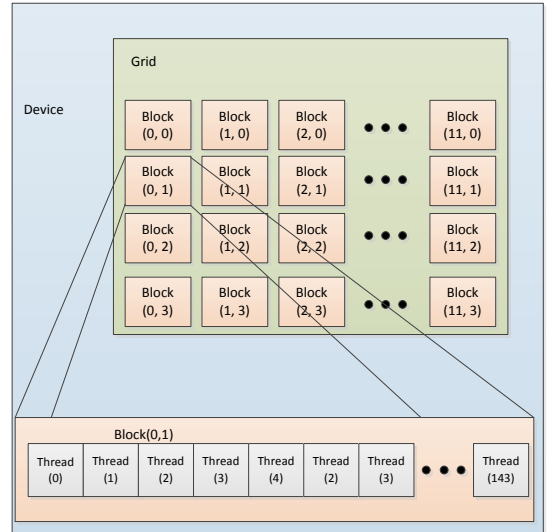 Grid
Device
Block
(0, 0)
Block
(1, 0)
Block
(2, 0)
Block
(11, 0)
Block
(0, 1)
Block
(1, 1)
Block
(2, 1)
Block
(11, 1)
Block
(0, 2)
Block
(1, 2)
Block
(2, 2)
Block
(11, 2)
Block
(0, 3)
Block
(1, 3)
Block
(2, 3)
Block
(11, 3)
Block(0,1)
Thread
(0)
Thread
(1)
Thread
(2)
Thread
(3)
Thread
(4)
Thread
(2)
Thread
(3)
Thread
(143)